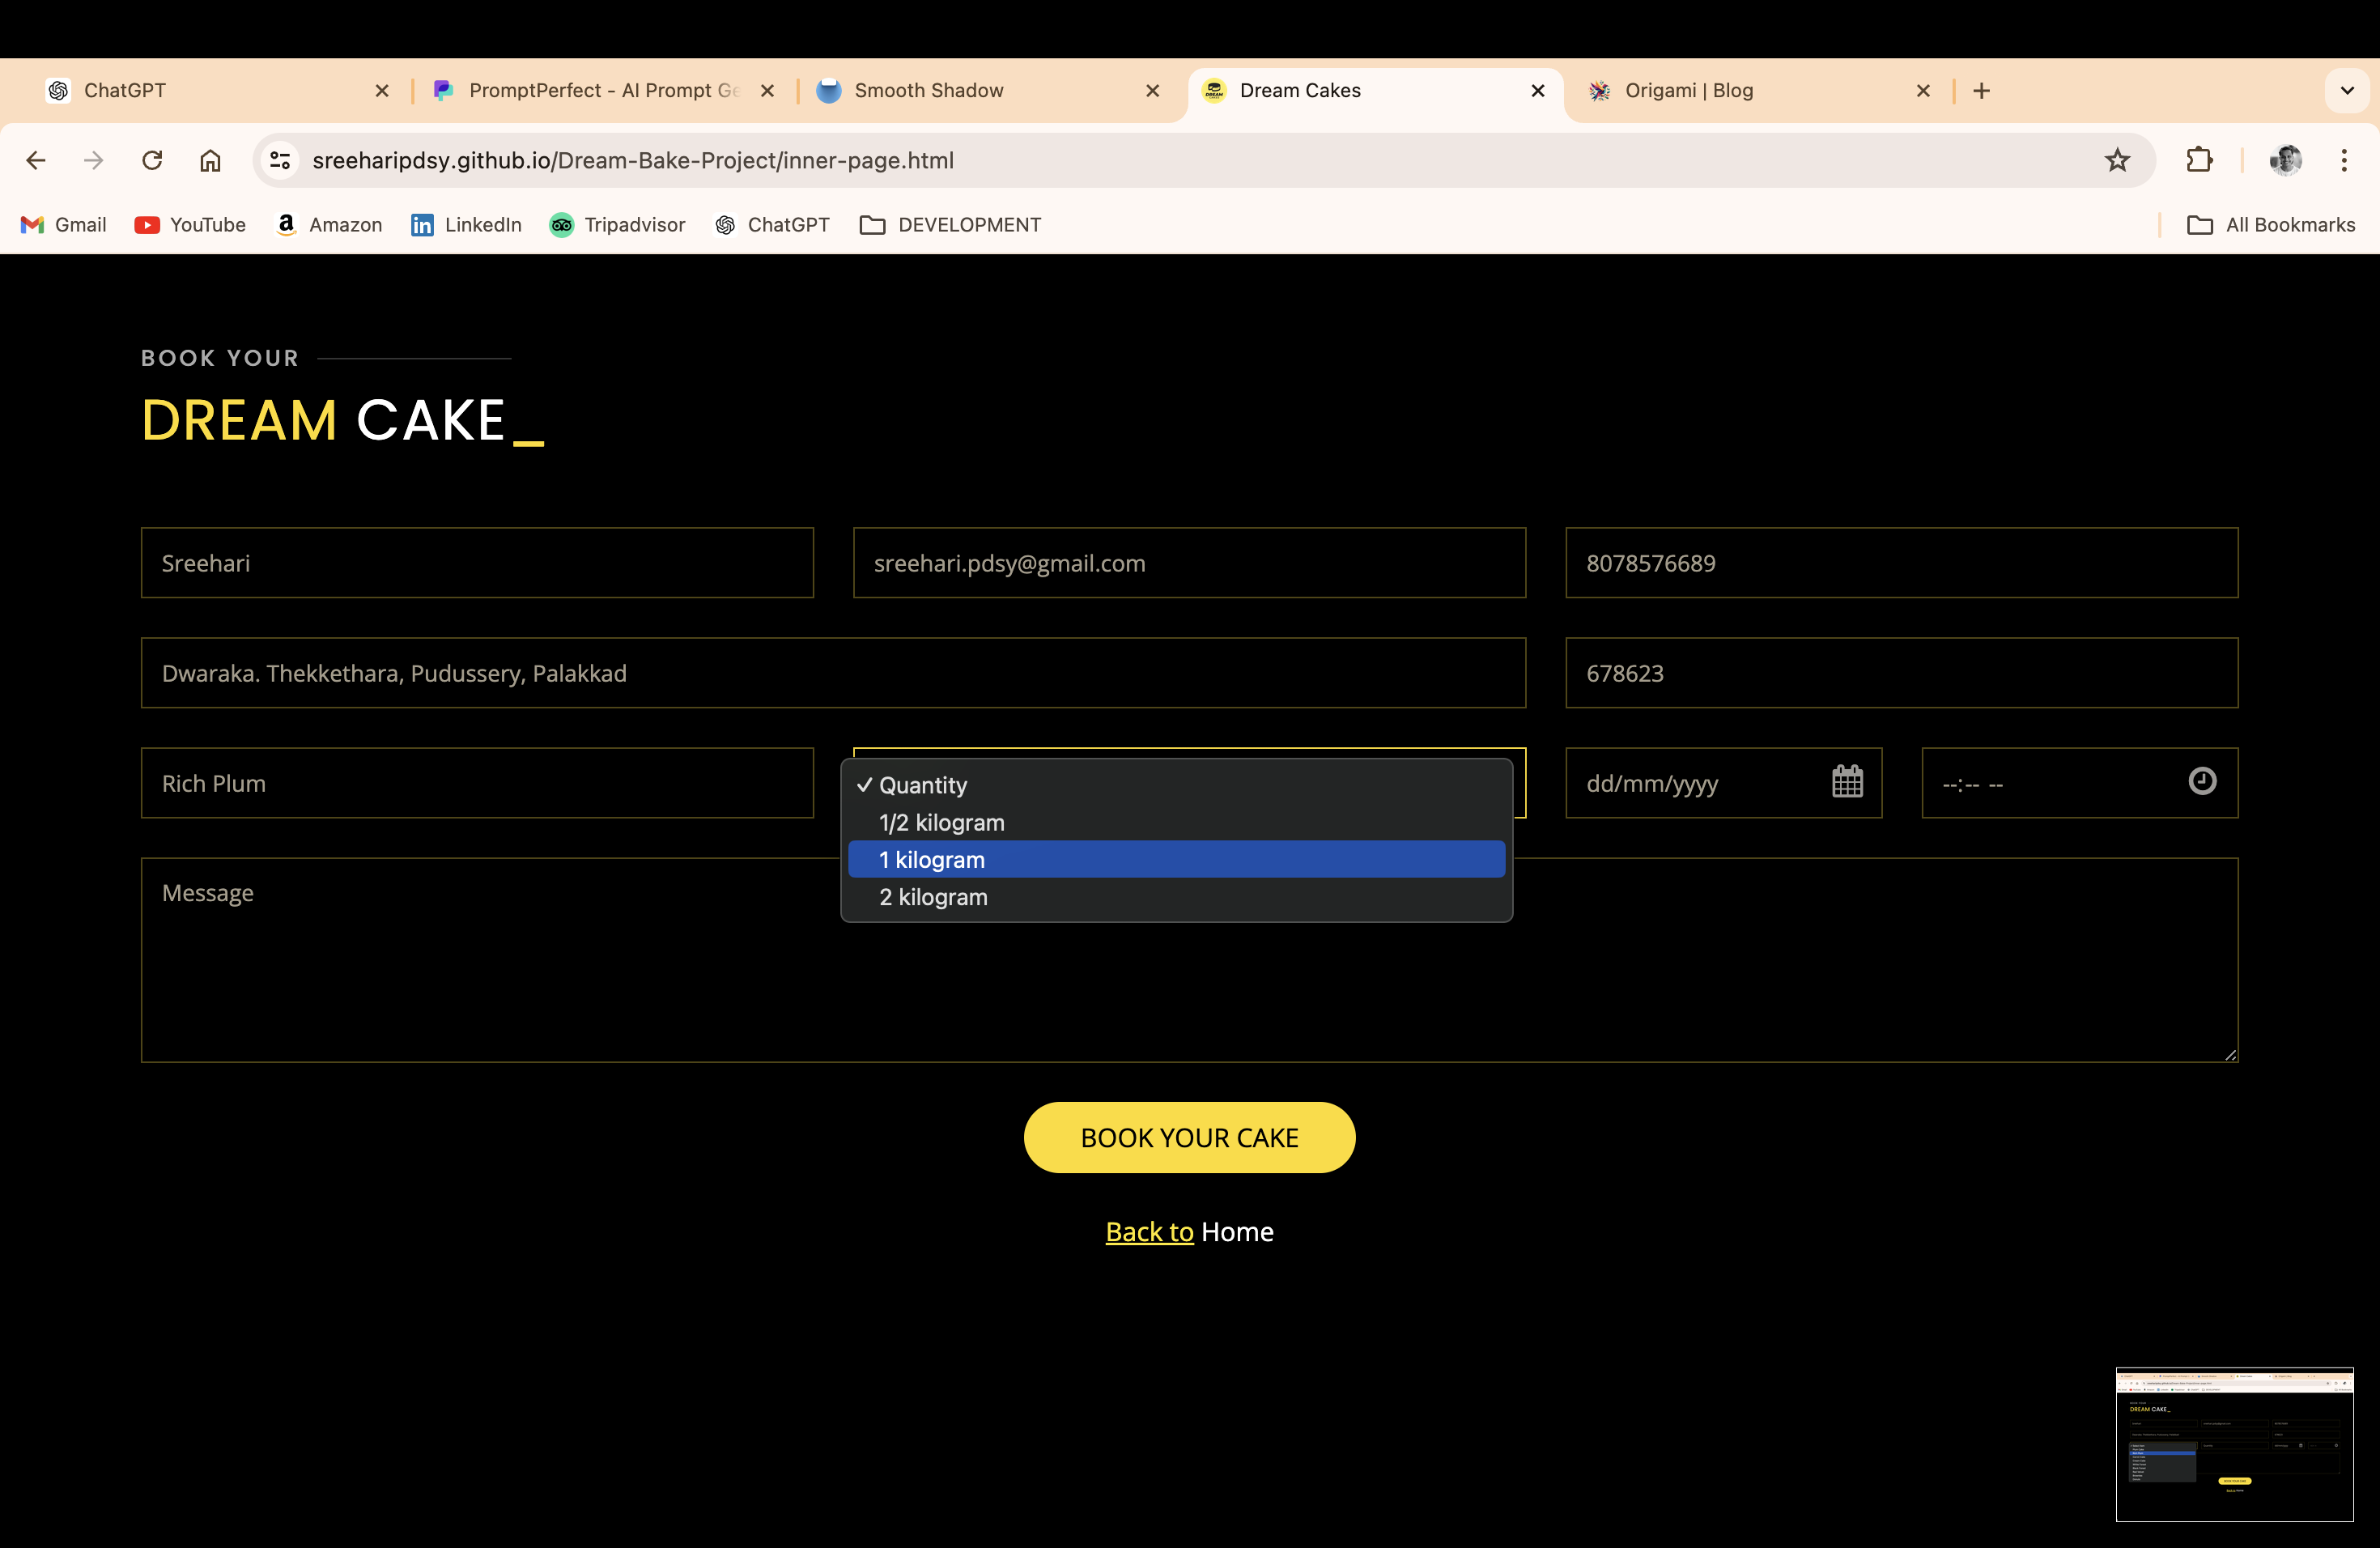 ChatGPT
PromptPerfect - AI Prompt Ge
Smooth Shadow
Dream Cakes
Origami | Blog
sreeharipdsy.github.io/Dream-Bake-Project/inner-page.html
Gmail
YouTube
Amazon
LinkedIn
Tripadvisor
ChatGPT
DEVELOPMENT
All Bookmarks
BOOK YOUR
DREAM CAKE_
Sreehari
sreehari.pdsy@gmail.com
8078576689
Dwaraka. Thekkethara, Pudussery, Palakkad
678623
Rich Plum
✓ Quantity
1/2 kilogram
1 kilogram
2 kilogram
dd/mm/yyyy
--:-- --
Message
BOOK YOUR CAKE
Back to Home
DREAM CAKE_